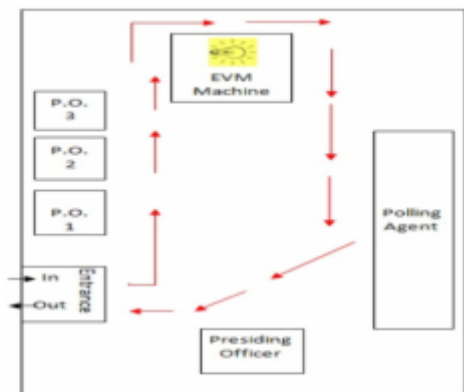 EVM
Machine
P.O.
3
P.O.
2
P.O.
1
Polling
Agent
In
Out
Entrance
Presiding
Officer